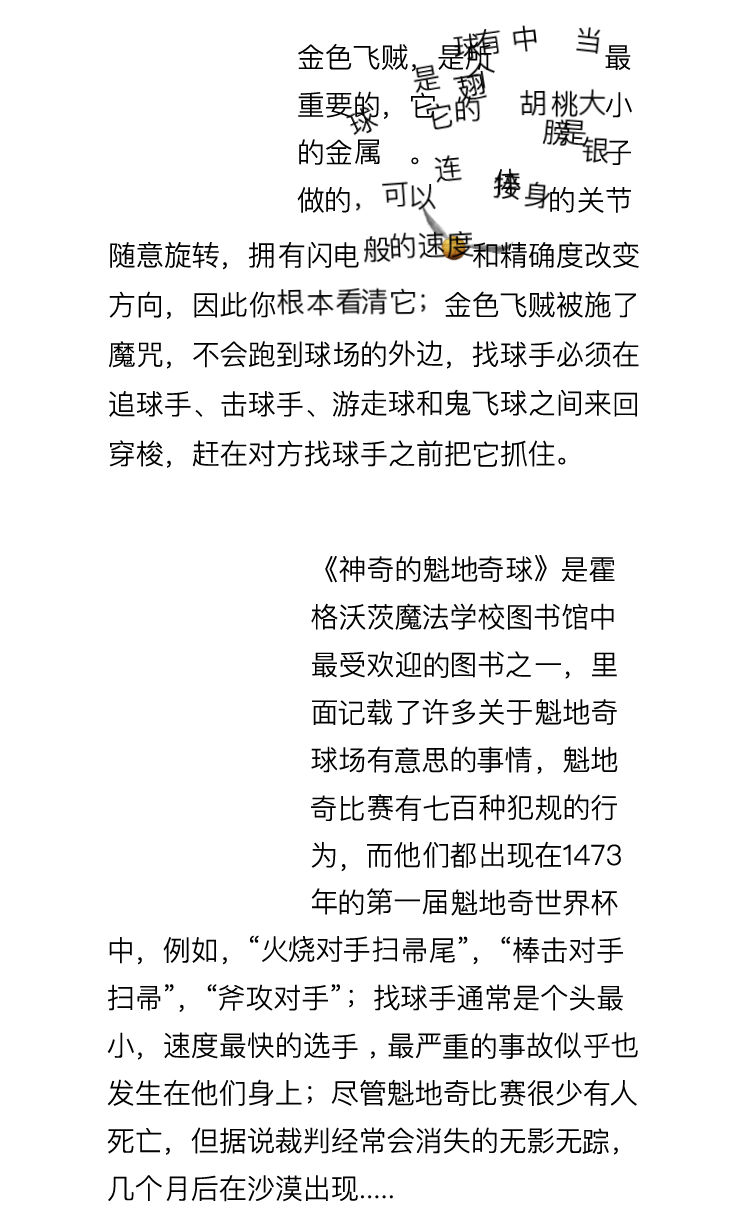 金色飞贼，是所球有中 当最
是 个翅
重要的，它它的 胡桃大小
球 膀是
的金属 。连 银子
做的，可以 接体身的关节
随意旋转，拥有闪电般的速度和精确度改变
方向，因此你根本看清它；金色飞贼被施了
魔咒，不会跑到球场的外边，找球手必须在
追球手、击球手、游走球和鬼飞球之间来回
穿梭，赶在对方找球手之前把它抓住。
《神奇的魁地奇球》是霍
格沃茨魔法学校图书馆中
最受欢迎的图书之一，里
面记载了许多关于魁地奇
球场有意思的事情，魁地
奇比赛有七百种犯规的行
为，而他们都出现在1473
年的第一届魁地奇世界杯
中，例如，“火烧对手扫帚尾”，“棒击对手
扫帚”，“斧攻对手”；找球手通常是个头最
小，速度最快的选手 , 最严重的事故似乎也
发生在他们身上；尽管魁地奇比赛很少有人
死亡，但据说裁判经常会消失的无影无踪，
几个月后在沙漠出现.....